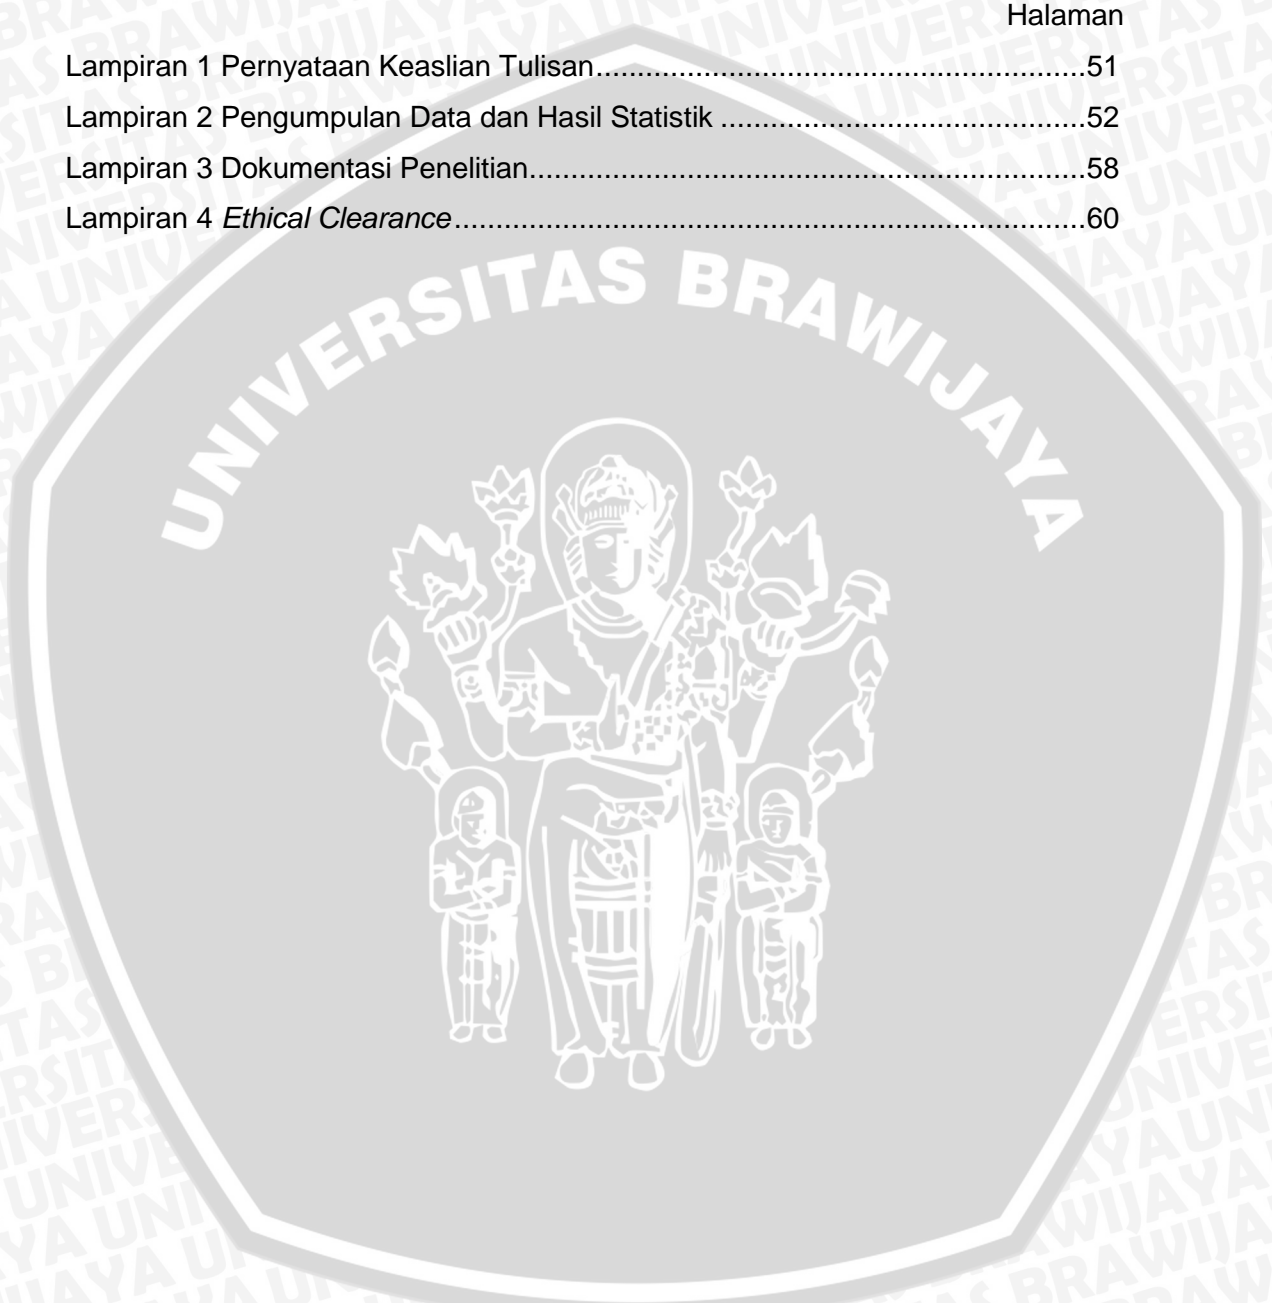 Halaman
Lampiran 1 Pernyataan Keaslian Tulisan............................................................51
Lampiran 2 Pengumpulan Data dan Hasil Statistik .............................................52
Lampiran 3 Dokumentasi Penelitian....................................................................58
Lampiran 4 Ethical Clearance.............................................................................60
UNIVERSITAS BRAWIJAYA